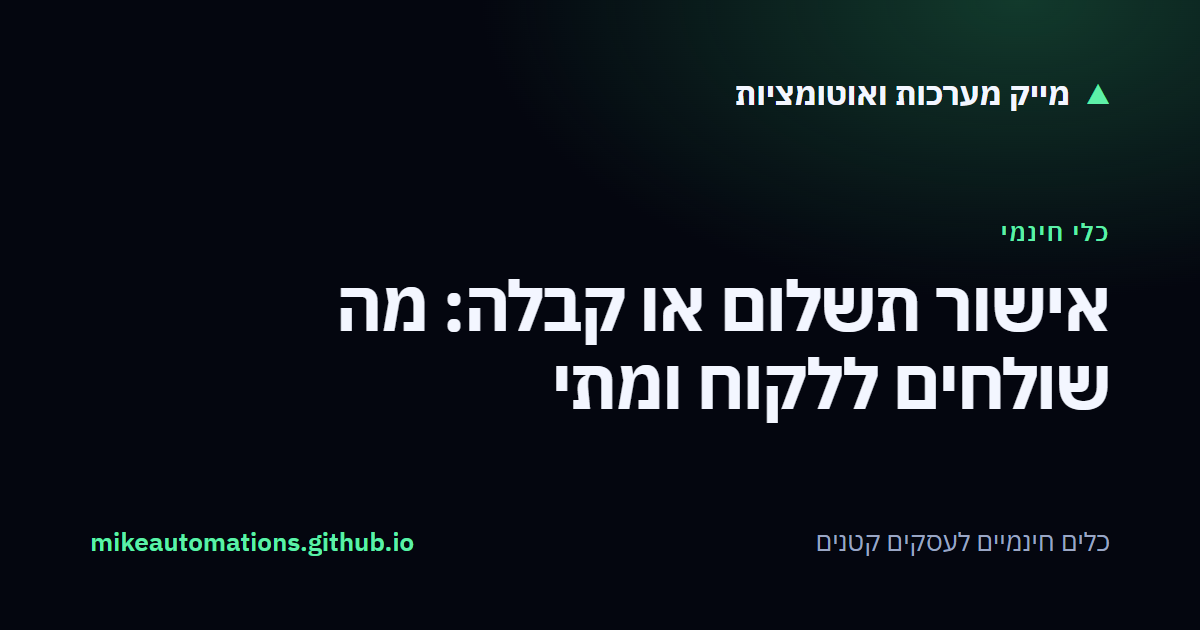 מייק מערכות ואוטומציות
כלי חינמי
אישור תשלום או קבלה: מה
שולחים ללקוח ומתי
כלים חינמיים לעסקים קטנים
mikeautomations.github.io